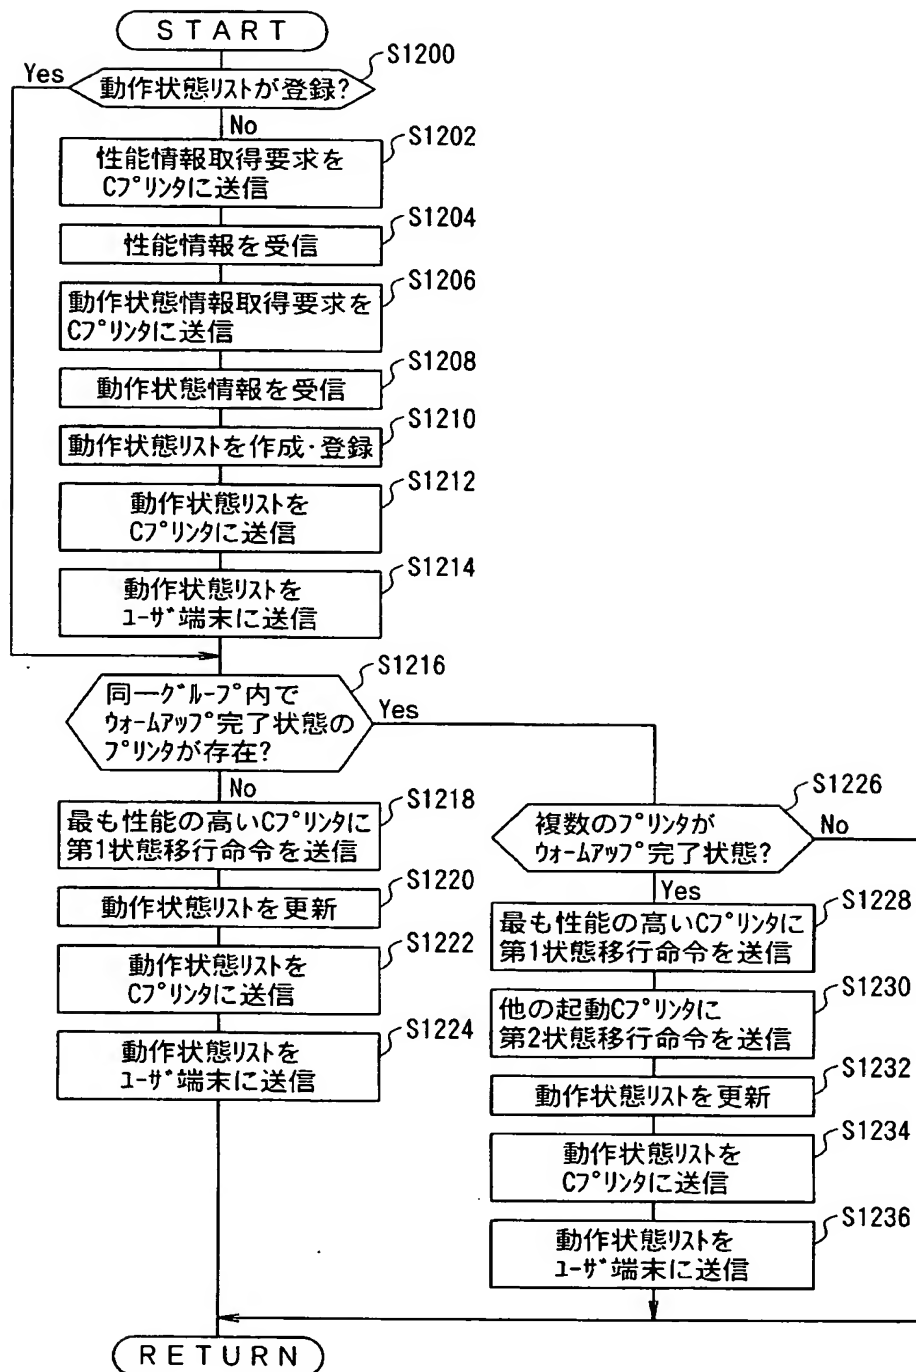 START
S1200
Yes
動作状態リストが登録?
No
S1202
性能情報取得要求を
Cプリンタに送信
S1204
性能情報を受信
S1206
動作状態情報取得要求を
Cプリンタに送信
S1208
動作状態情報を受信
S1210
動作状態リストを作成・登録
S1212
動作状態リストを
Cプリンタに送信
S1214
動作状態リストを
ユーザ端末に送信
S1216
同一グループ内で
ウォームアップ完了状態の
プリンタが存在?
Yes
No
S1218
最も性能の高いCプリンタに
第1状態移行命令を送信
S1220
動作状態リストを更新
S1222
動作状態リストを
Cプリンタに送信
S1224
動作状態リストを
ユーザ端末に送信
S1226
複数のプリンタが
ウォームアップ完了状態?
No
Yes
S1228
最も性能の高いCプリンタに
第1状態移行命令を送信
S1230
他の起動Cプリンタに
第2状態移行命令を送信
S1232
動作状態リストを更新
S1234
動作状態リストを
Cプリンタに送信
S1236
動作状態リストを
ユーザ端末に送信
RETURN